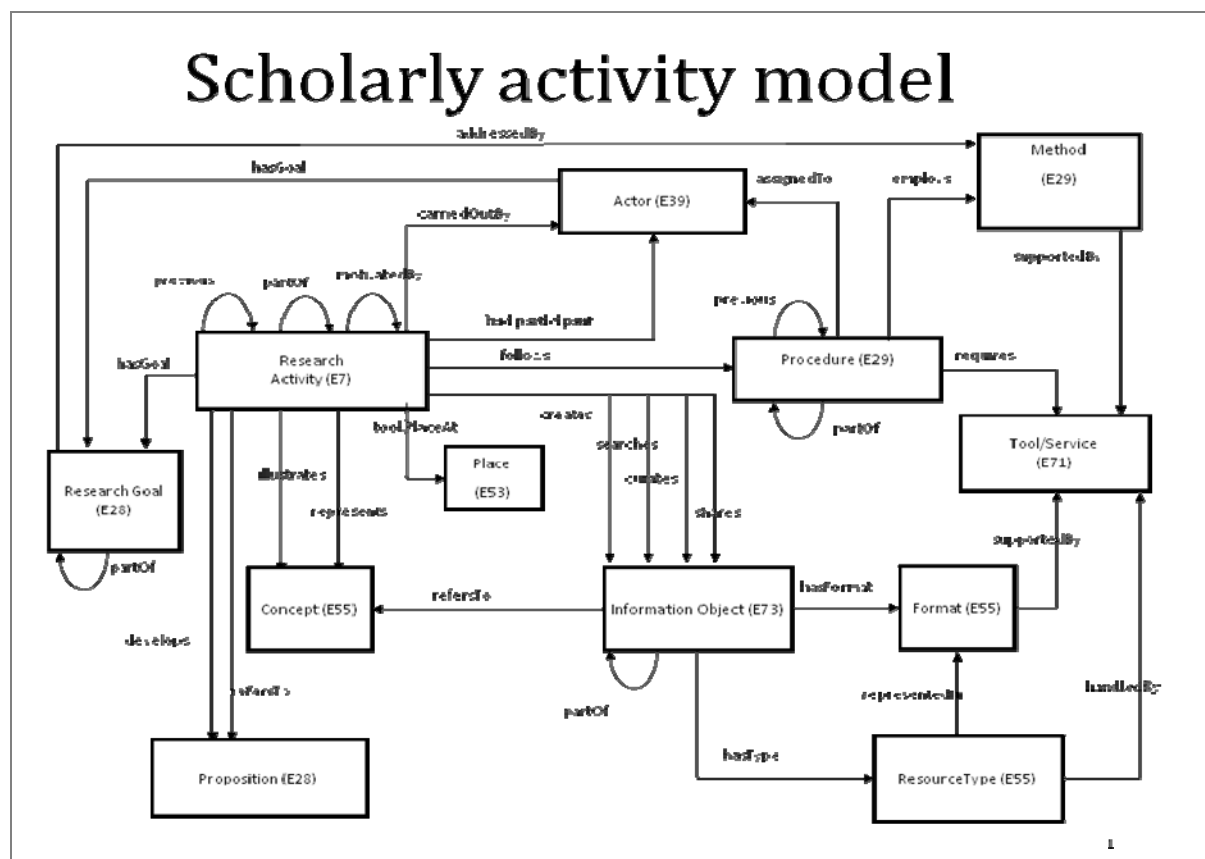 Scholarly activity model
addressedBy
hasGoal
Actor (E39)
assignedTo
employs
Method
(E29)
carriedOutBy
supportedBy
previous
partOf
motivatedBy
previous
hadparticipant
hasGoal
Research
Activity (E7)
follows
Procedure (E29)
requires
creates
tookPlaceAt
partOf
searches
Tool/Service
(E71)
Place
(E53)
illustrates
curates
Research Goal
(E28)
represents
shares
supportedBy
partOf
Concept (E55)
refersTo
Information Object (E73)
hasFormat
Format (E55)
develops
refersTo
representedIn
handledBy
partOf
hasType
Proposition (E28)
ResourceType (E55)
1